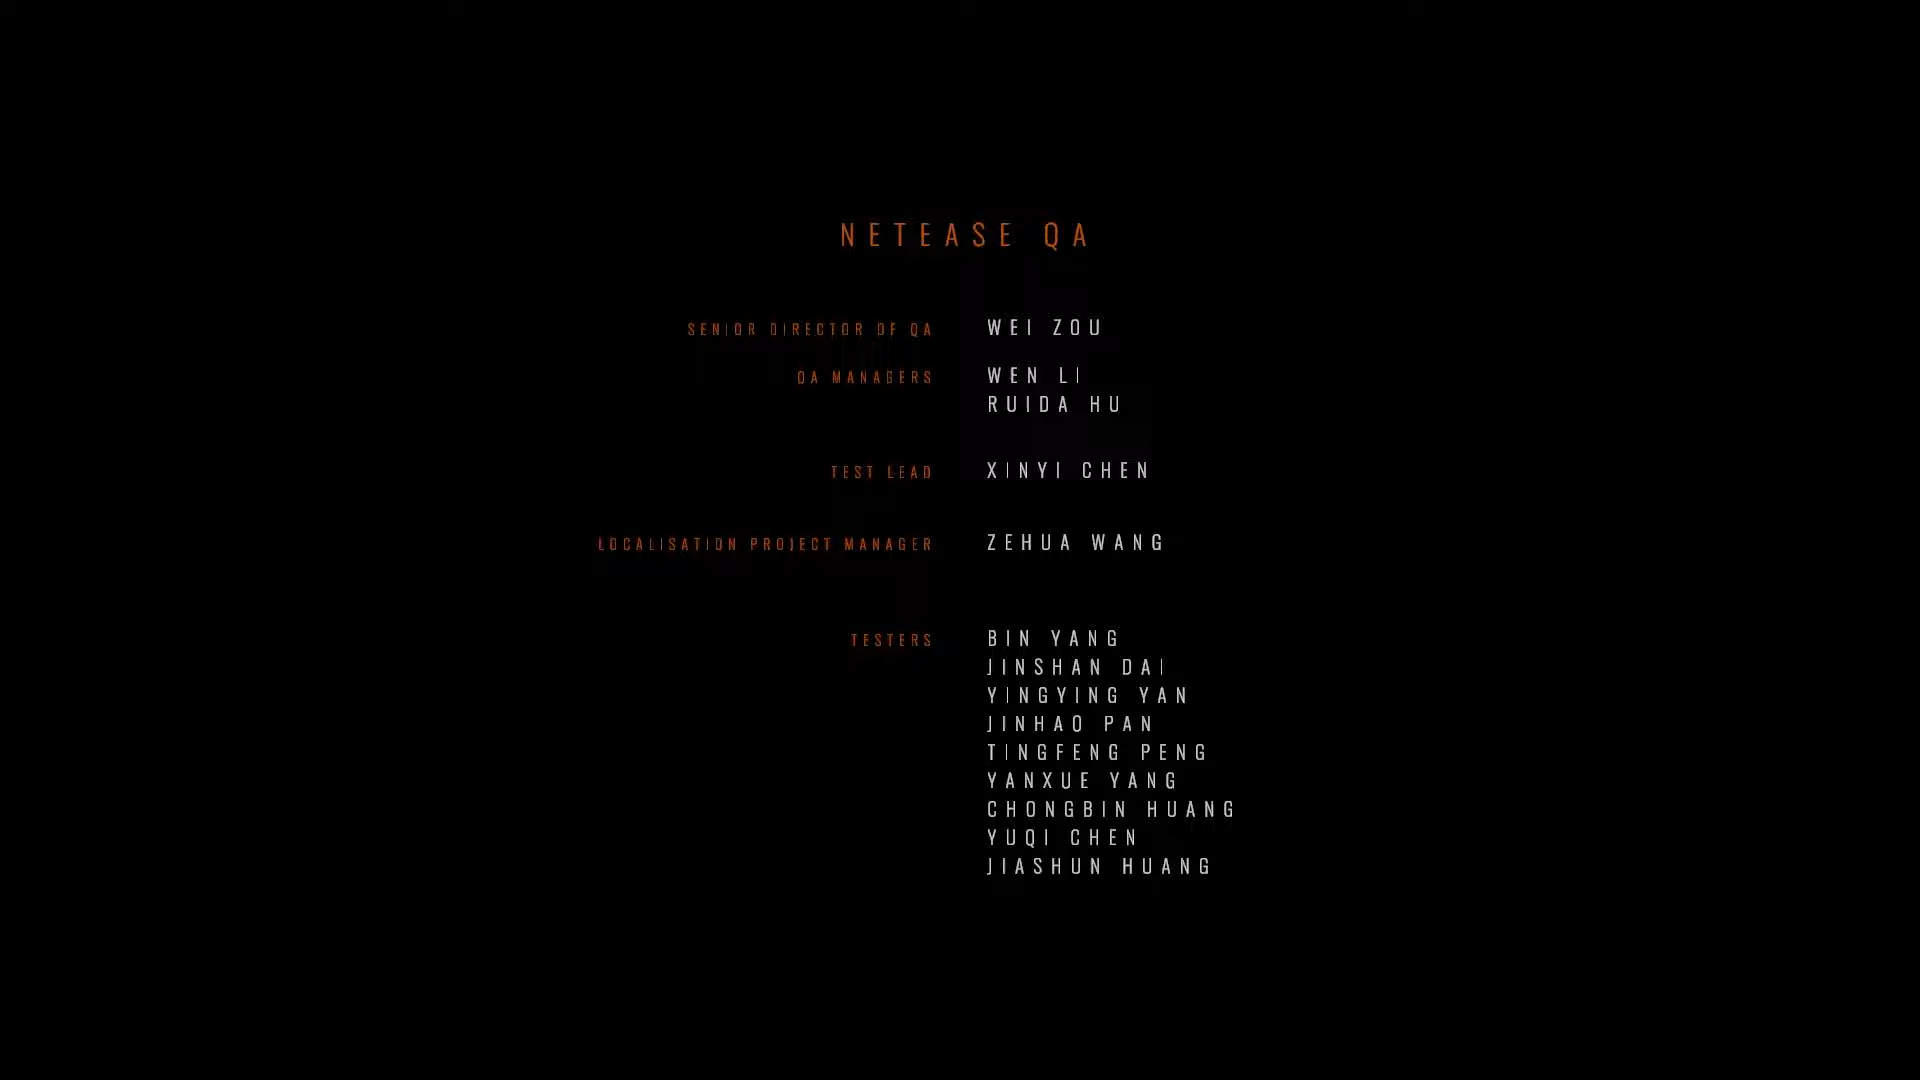 NETEASE QA
SENIOR DIRECTOR OF QA WEI ZOU
QA MANAGERS WEN LI
RUIDA HU
TEST LEAD XINYI CHEN
LOCALISATION PROJECT MANAGER ZEHUA WANG
TESTERS BIN YANG
JINSHAN DAI
YINGYING YAN
JINHAO PAN
TINGFENG PENG
YANXUE YANG
CHONGBIN HUANG
YUQI CHEN
JIASHUN HUANG